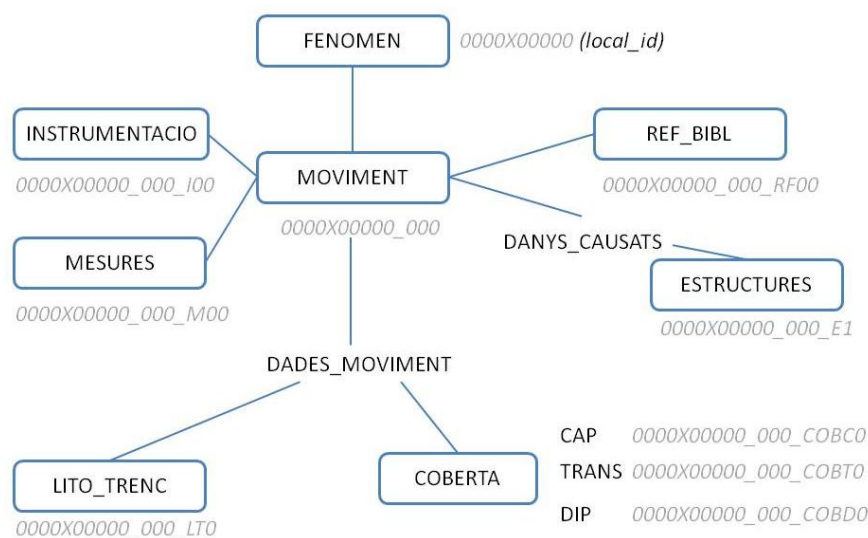 FENOMEN 0000X00000 (local_id)
INSTRUMENTACIO
0000X00000_000_I00
REF_BIBL
0000X00000_000_RF00
MOVIMENT
0000X00000_000
MESURES
0000X00000_000_M00
DANYS_CAUSATS
ESTRUCTURES
0000X00000_000_E1
DADES_MOVIMENT
LITO_TRENC
0000X00000_000_LT0
COBERTA
CAP 0000X00000_000_COBC0
TRANS 0000X00000_000_COBT0
DIP 0000X00000_000_COBD0